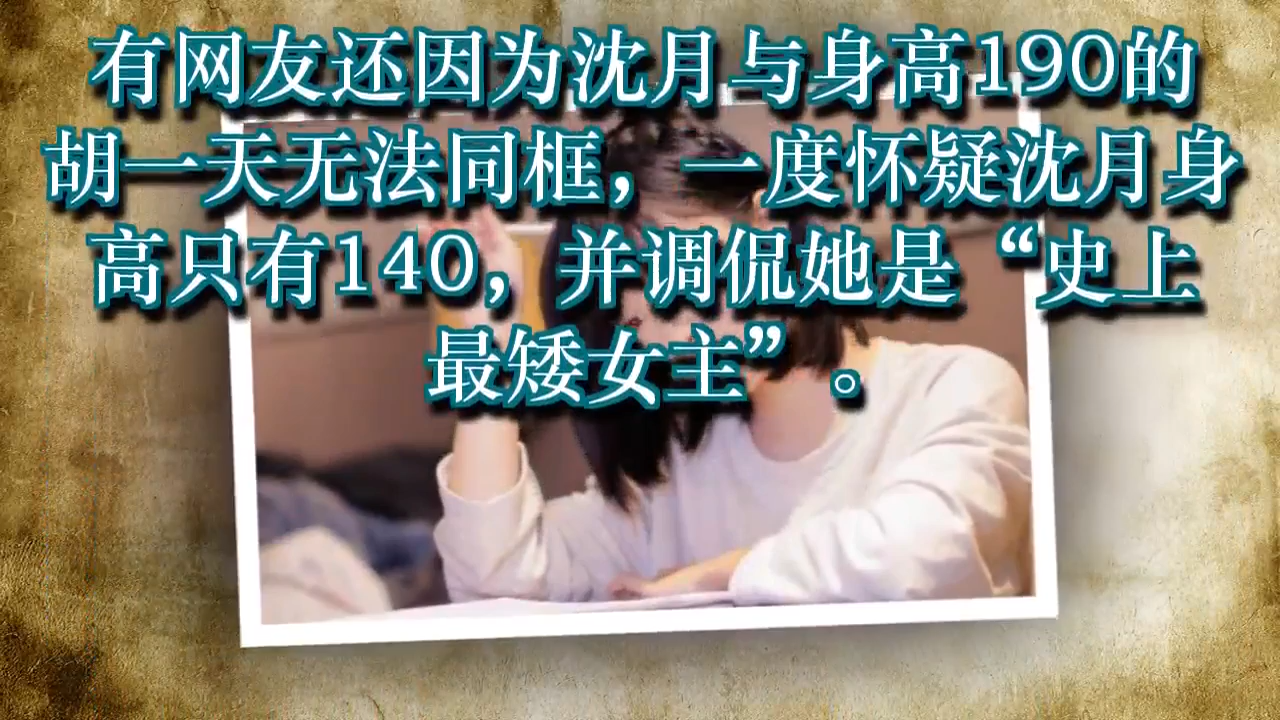 有网友还因为沈月与身高190的
胡一天无法同框，一度怀疑沈月身
高只有140，并调侃她是“史上
最矮女主”。